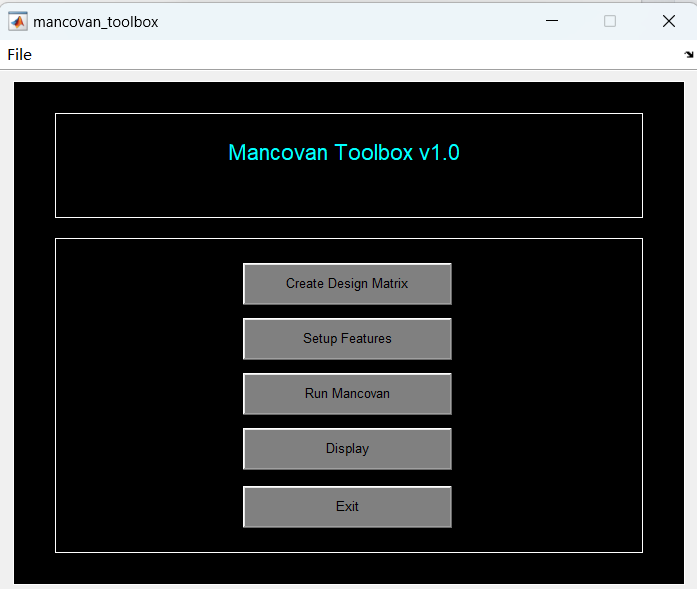 mancovan_toolbox
File
Mancovan Toolbox v1.0
Create Design Matrix
Setup Features
Run Mancovan
Display
Exit